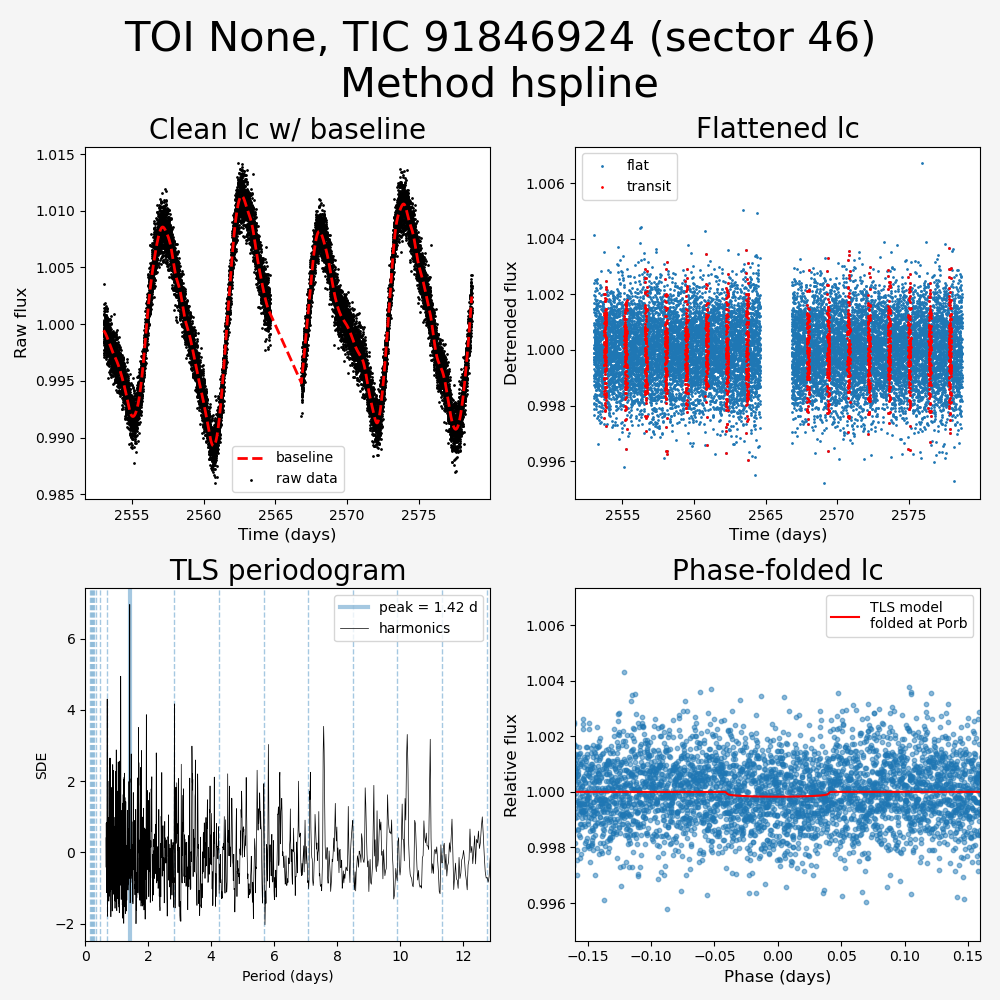 TOI None, TIC 91846924 (sector 46)
Method hspline
Clean lc w/ baseline
Raw flux
1.015
1.010
1.005
1.000
0.995
0.990
0.985
baseline
raw data
2555
2560
2565
2570
2575
Time (days)
Flattened lc
Detrended flux
1.006
1.004
1.002
1.000
0.998
0.996
flat
transit
2555
2560
2565
2570
2575
Time (days)
TLS periodogram
SDE
6
4
2
0
−2
peak = 1.42 d
harmonics
0
2
4
6
8
10
12
Period (days)
Phase-folded lc
Relative flux
1.006
1.004
1.002
1.000
0.998
0.996
TLS model
folded at Porb
−0.15
−0.10
−0.05
0.00
0.05
0.10
0.15
Phase (days)